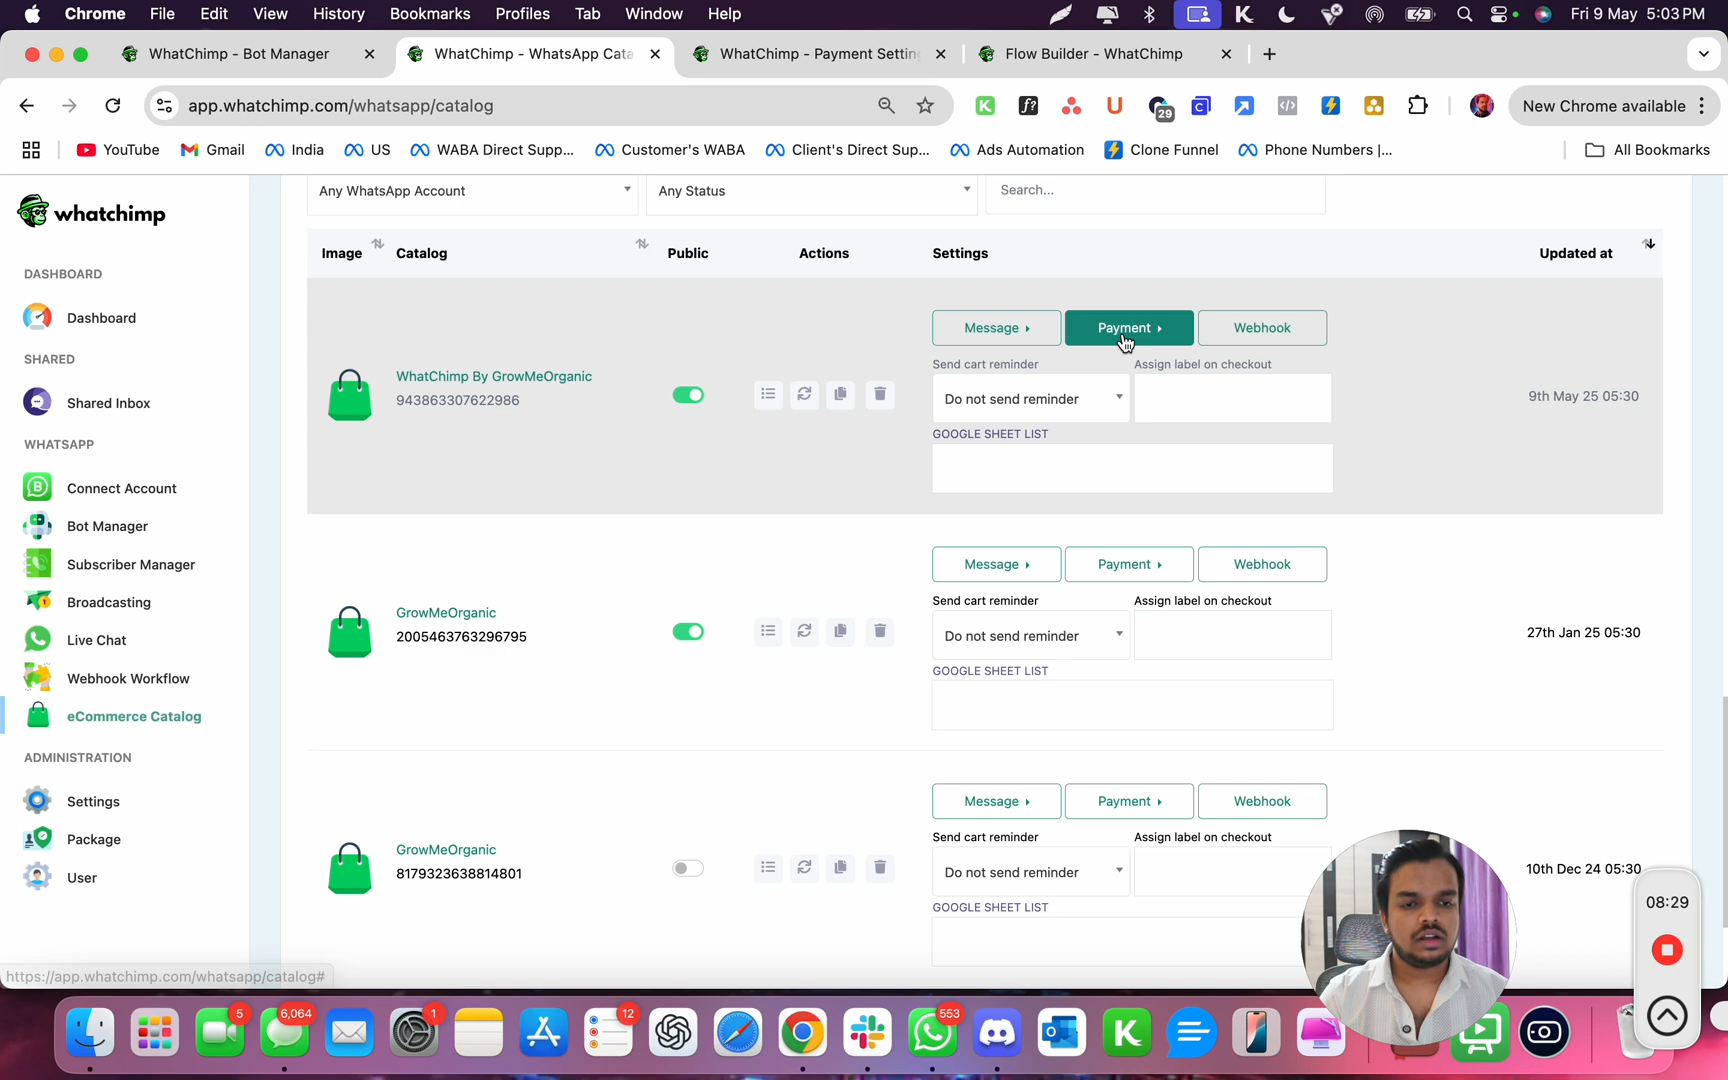 Chrome File Edit View History Bookmarks Profiles Tab Window Help Fri 9 May 5:03 PM
WhatChimp - Bot Manager
WhatChimp - WhatsApp Cata
WhatChimp - Payment Settin
Flow Builder - WhatChimp
app.whatchimp.com/whatsapp/catalog
29
New Chrome available
YouTube Gmail India US WABA Direct Supp... Customer's WABA Client's Direct Sup... Ads Automation Clone Funnel Phone Numbers |... All Bookmarks
whatchimp
DASHBOARD
Dashboard
SHARED
Shared Inbox
WHATSAPP
Connect Account
Bot Manager
Subscriber Manager
Broadcasting
Live Chat
Webhook Workflow
eCommerce Catalog
ADMINISTRATION
Settings
Package
User
https://app.whatchimp.com/whatsapp/catalog#
Any WhatsApp Account Any Status Search...
Image Catalog Public Actions Settings Updated at
Message Payment Webhook
Send cart reminder Assign label on checkout
WhatChimp By GrowMeOrganic
943863307622986
Do not send reminder
9th May 25 05:30
GOOGLE SHEET LIST
Message Payment Webhook
Send cart reminder Assign label on checkout
GrowMeOrganic
2005463763296795
Do not send reminder
27th Jan 25 05:30
GOOGLE SHEET LIST
Message Payment Webhook
Send cart reminder Assign label on checkout
GrowMeOrganic
8179323638814801
Do not send reminder
10th Dec 24 05:30
GOOGLE SHEET LIST
08:29
5 6,064 1 12 553